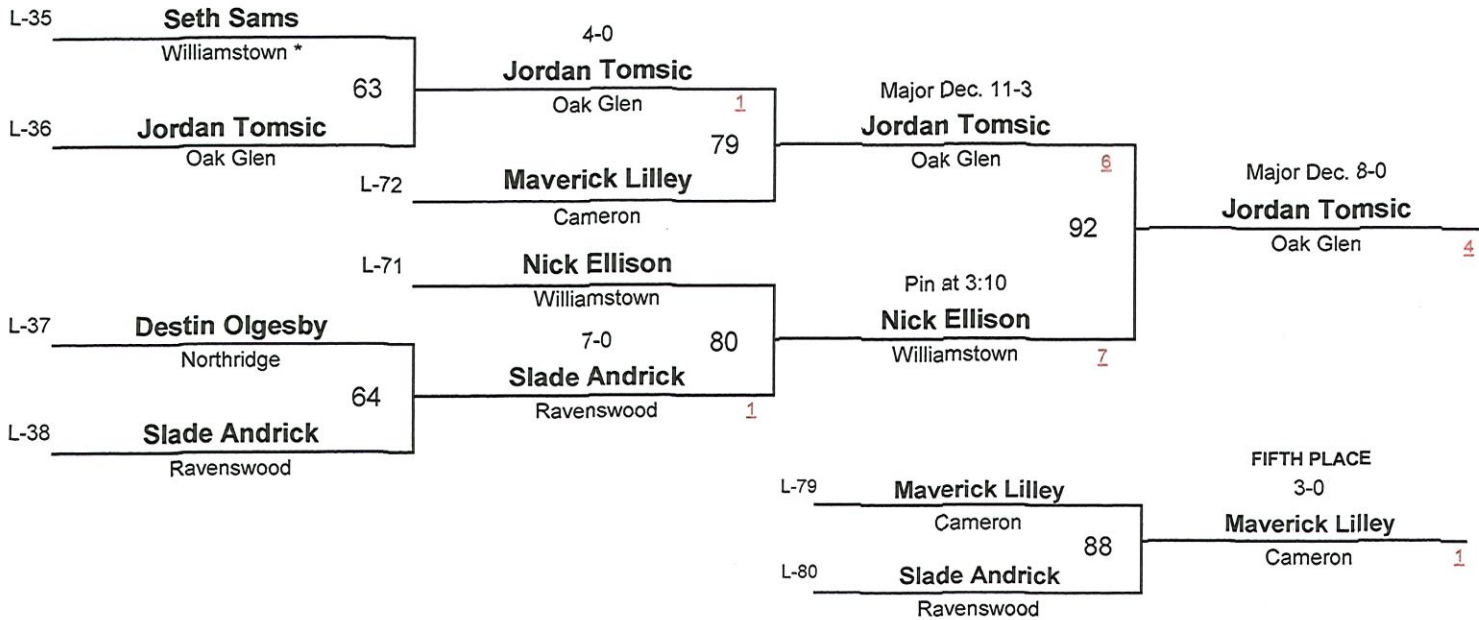 L-35
Seth Sams
Williamstown *
63
L-36
Jordan Tomsic
Oak Glen
4-0
Jordan Tomsic
Oak Glen
1
79
L-72
Maverick Lilley
Cameron
Major Dec. 11-3
Jordan Tomsic
Oak Glen
6
92
Major Dec. 8-0
Jordan Tomsic
Oak Glen
4
L-71
Nick Ellison
Williamstown
80
Pin at 3:10
Nick Ellison
Williamstown
7
L-37
Destin Olgesby
Northridge
64
L-38
Slade Andrick
Ravenswood
7-0
Slade Andrick
Ravenswood
1
L-79
Maverick Lilley
Cameron
88
L-80
Slade Andrick
Ravenswood
FIFTH PLACE
3-0
Maverick Lilley
Cameron
1